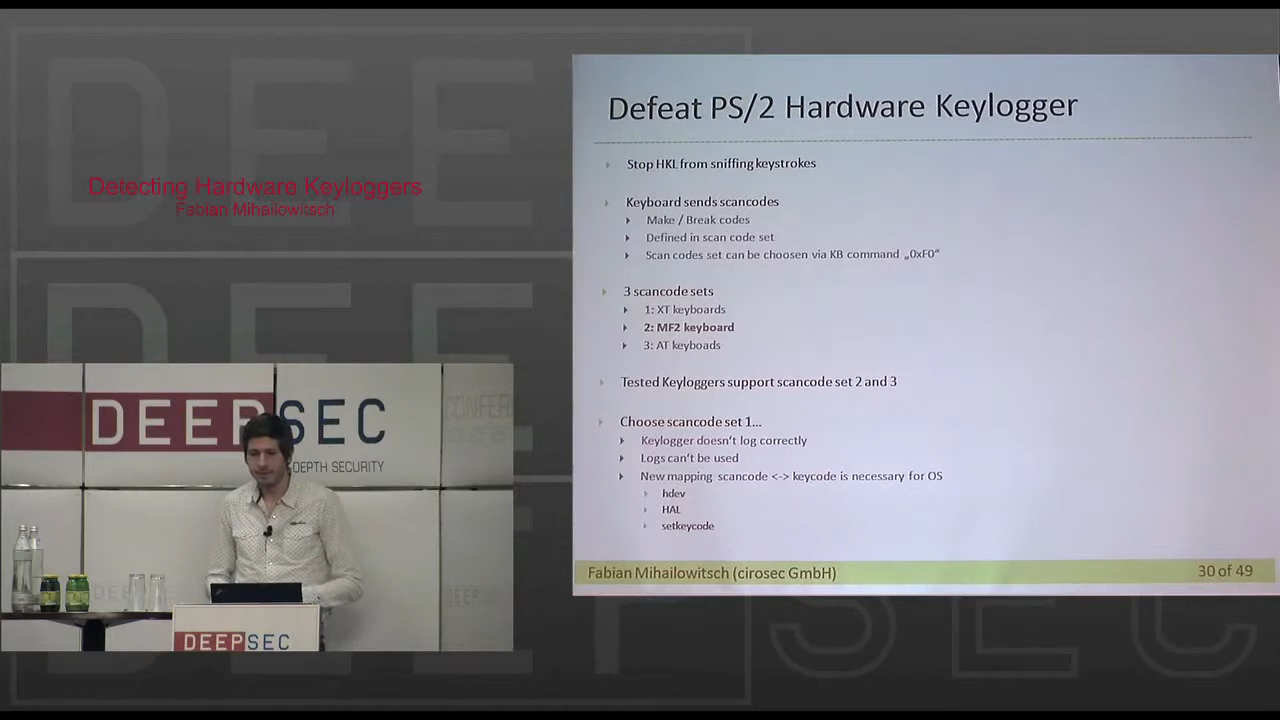 Detecting Hardware Keyloggers
Fabian Mihailowitsch
DEEPSEC
DEPTH SECURITY
DEEPSEC
Defeat PS/2 Hardware Keylogger
Stop HKL from sniffing keystrokes
Keyboard sends scancodes
Make / Break codes
Defined in scan code set
Scan codes set can be choosen via KB command „0xF0“
3 scancode sets
1: XT keyboards
2: MF2 keyboard
3: AT keyboads
Tested Keyloggers support scancode set 2 and 3
Choose scancode set 1...
Keylogger doesn't log correctly
Logs can't be used
New mapping scancode <-> keycode is necessary for OS
hdev
HAL
setkeycode
Fabian Mihailowitsch (cirosec GmbH)
30 of 49